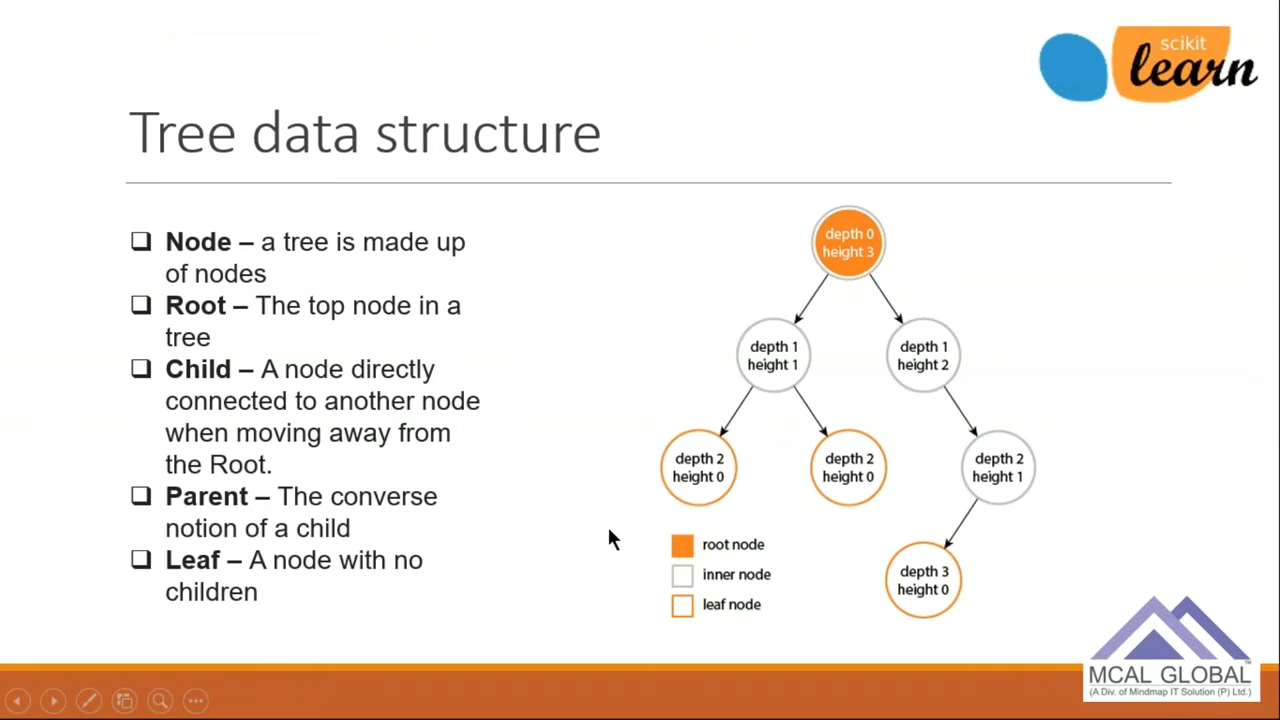 scikit
learn
Tree data structure
Node – a tree is made up
of nodes
Root – The top node in a
tree
Child – A node directly
connected to another node
when moving away from
the Root.
Parent – The converse
notion of a child
Leaf – A node with no
children
depth 0
height 3
depth 1
height 1
depth 1
height 2
depth 2
height 0
depth 2
height 0
depth 2
height 1
depth 3
height 0
root node
inner node
leaf node
MCAL GLOBAL™
(A Div. of Mindmap IT Solution (P) Ltd.)